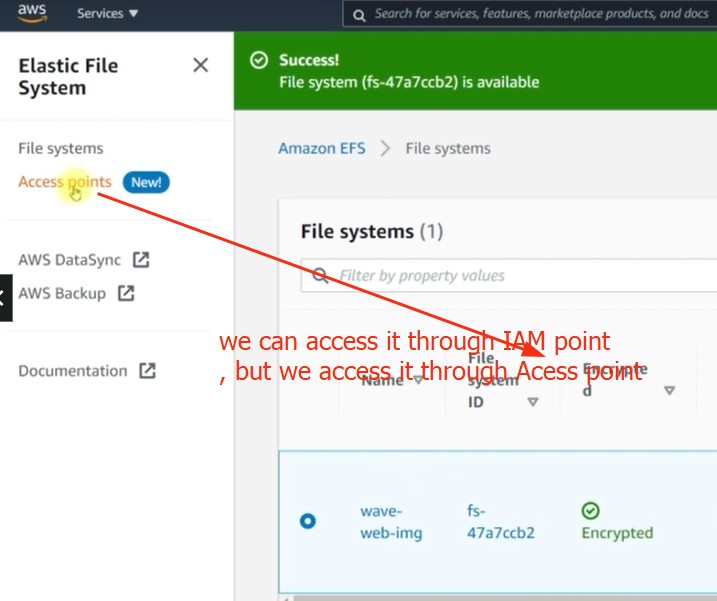 aws
Services
Search for services, features, marketplace products, and docs
Elastic File
System
Success!
File system (fs-47a7ccb2) is available
File systems
Access points New!
AWS DataSync
AWS Backup
Documentation
Amazon EFS > File systems
File systems (1)
Filter by property values
we can access it through IAM point
, but we access it through Acess point
Name
File
system
ID
Encrypte
d
wave-
web-img
fs-
47a7ccb2
Encrypted